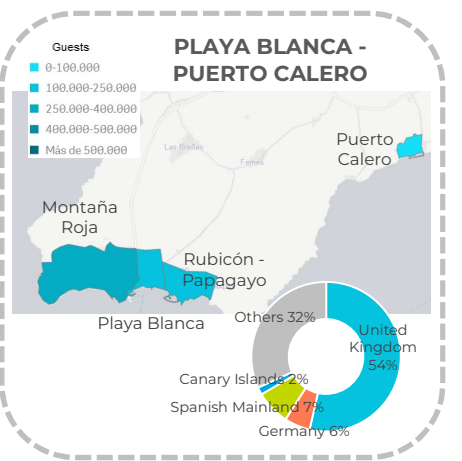 PLAYA BLANCA -
PUERTO CALERO
Guests
0-100.000
100.000-250.000
250.000-400.000
400.000-500.000
Más de 500.000
Las Breñas
Femes
Puerto
Calero
Montaña
Roja
Rubicón -
Papagayo
Playa Blanca
Others 32%
United
Kingdom
54%
Canary Islands 2%
Spanish Mainland 7%
Germany 6%